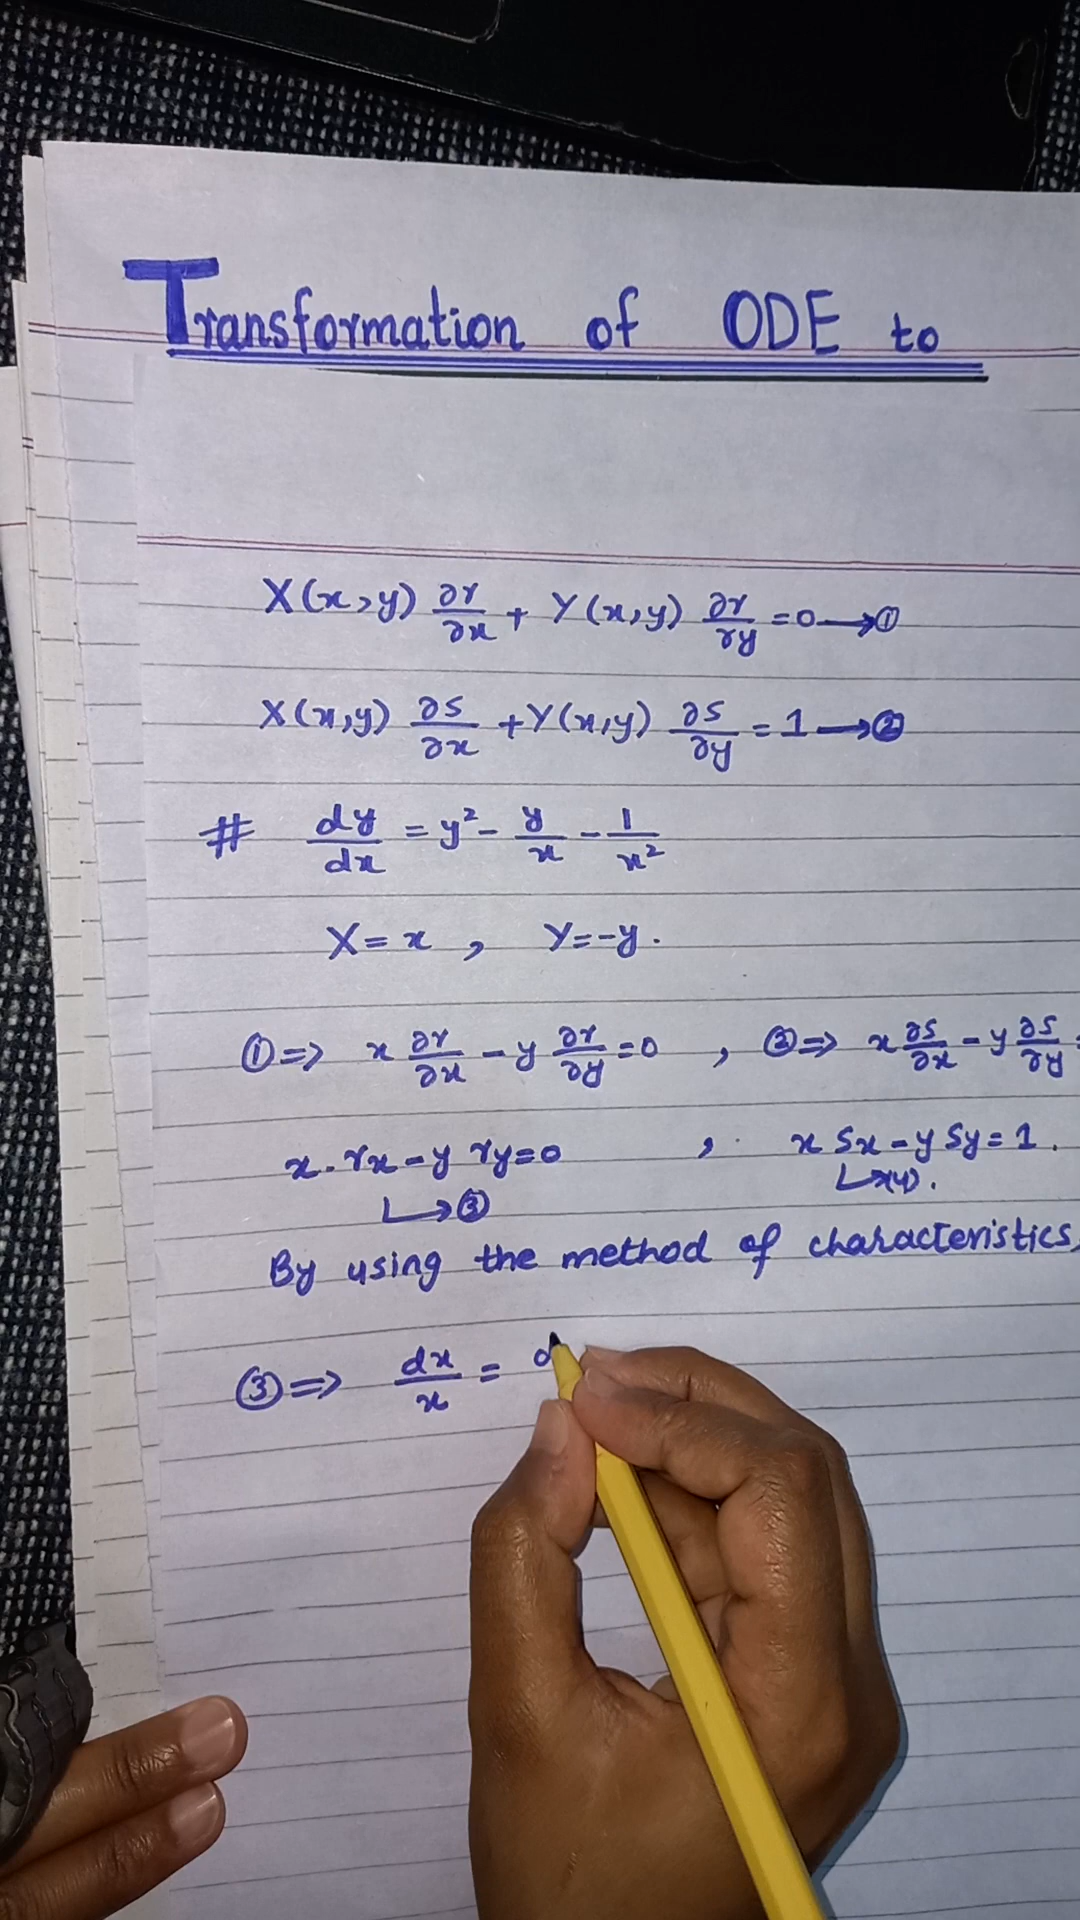 Transformation of ODE to
X(x,y) ∂r/∂x + Y(x,y) ∂r/ry = 0 → ①
X(x,y) ∂s/∂x + Y(x,y) ∂s/∂y = 1 → ②
# dy/dx = y² - y/x - 1/x²
X = x , Y = -y.
① ⇒ x ∂r/∂x - y ∂r/∂y = 0 , ② ⇒ x ∂s/∂x - y ∂s/∂y =
x. rx - y ry = 0 , x sx - y sy = 1.
↳ ③
By using the method of characteristics,
③ ⇒ dx/x = d